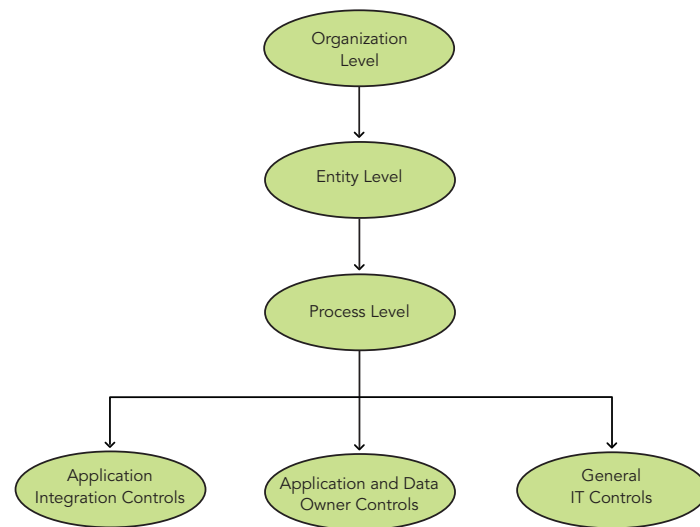 Organization
Level
Entity Level
Process Level
Application
Integration Controls
Application and Data
Owner Controls
General
IT Controls